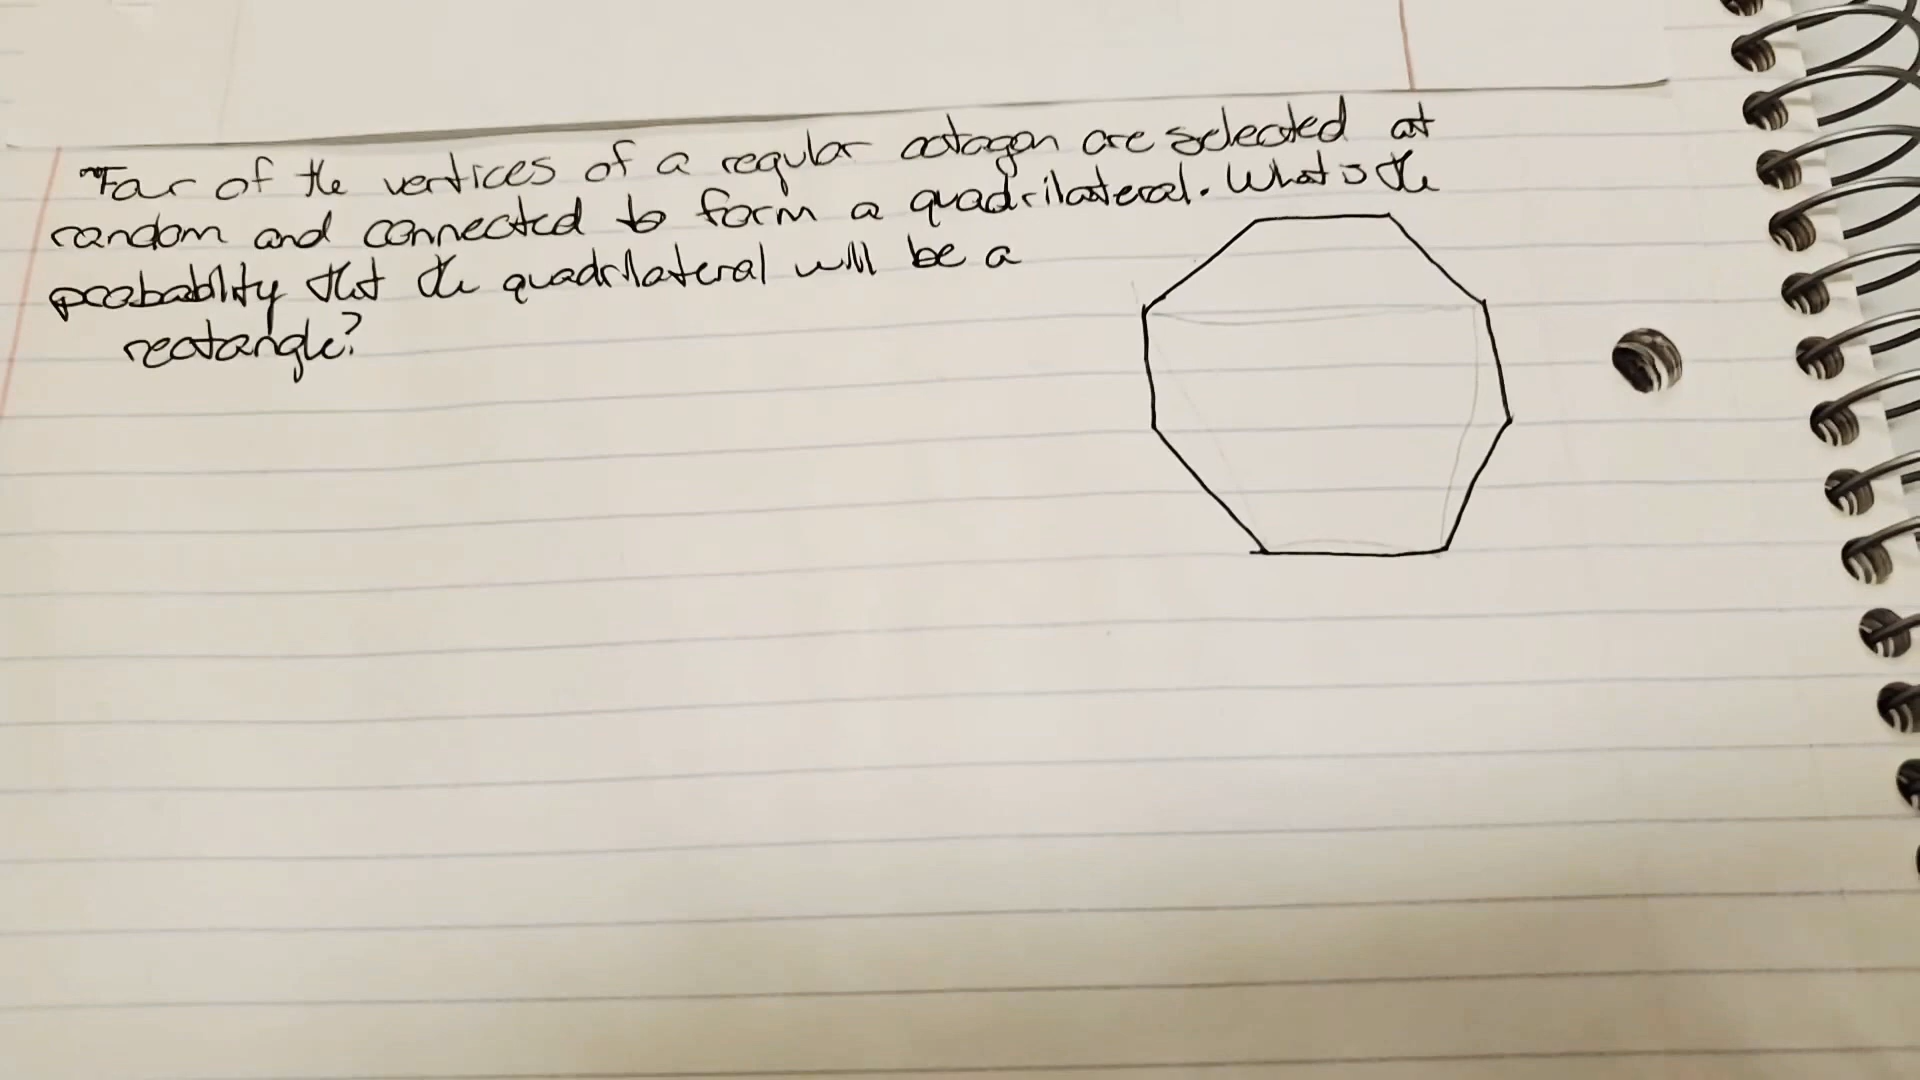 Four of the vertices of a regular octagon are selected at
random and connected to form a quadrilateral. What is the
probability that the quadrilateral will be a
rectangle?